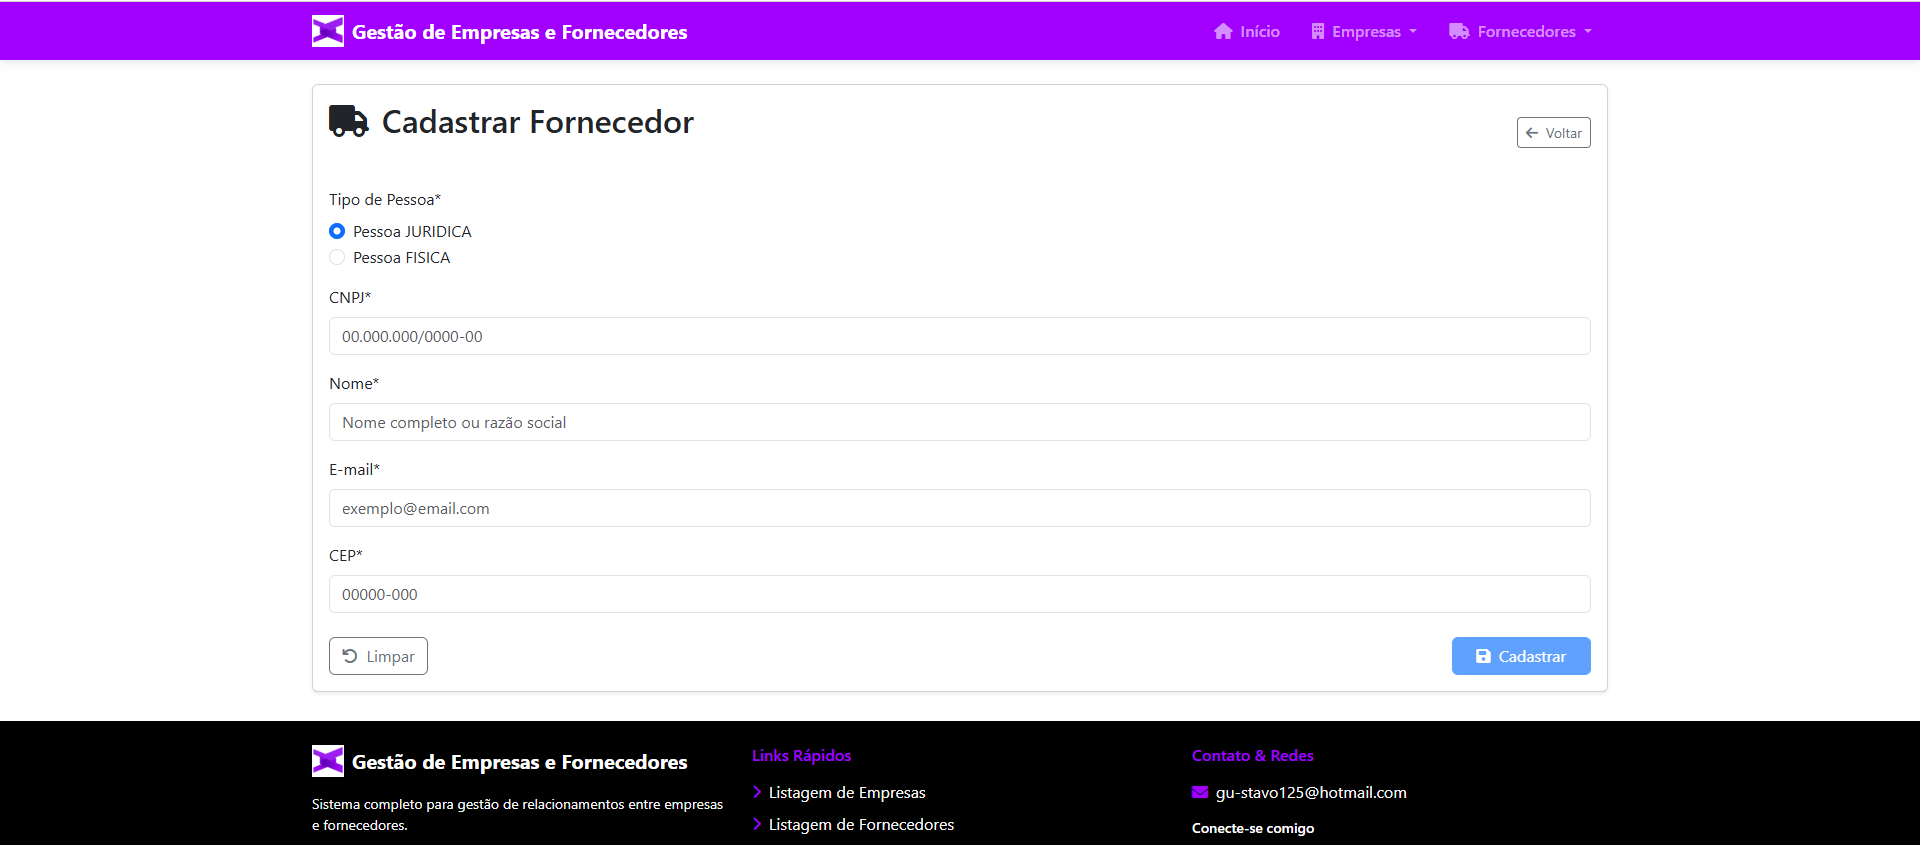 Gestão de Empresas e Fornecedores
Início
Empresas
Fornecedores
Cadastrar Fornecedor
Voltar
Tipo de Pessoa*
Pessoa JURIDICA
Pessoa FISICA
CNPJ*
00.000.000/0000-00
Nome*
Nome completo ou razão social
E-mail*
exemplo@email.com
CEP*
00000-000
Limpar
Cadastrar
Gestão de Empresas e Fornecedores
Sistema completo para gestão de relacionamentos entre empresas
e fornecedores.
Links Rápidos
Listagem de Empresas
Listagem de Fornecedores
Contato & Redes
gu-stavo125@hotmail.com
Conecte-se comigo